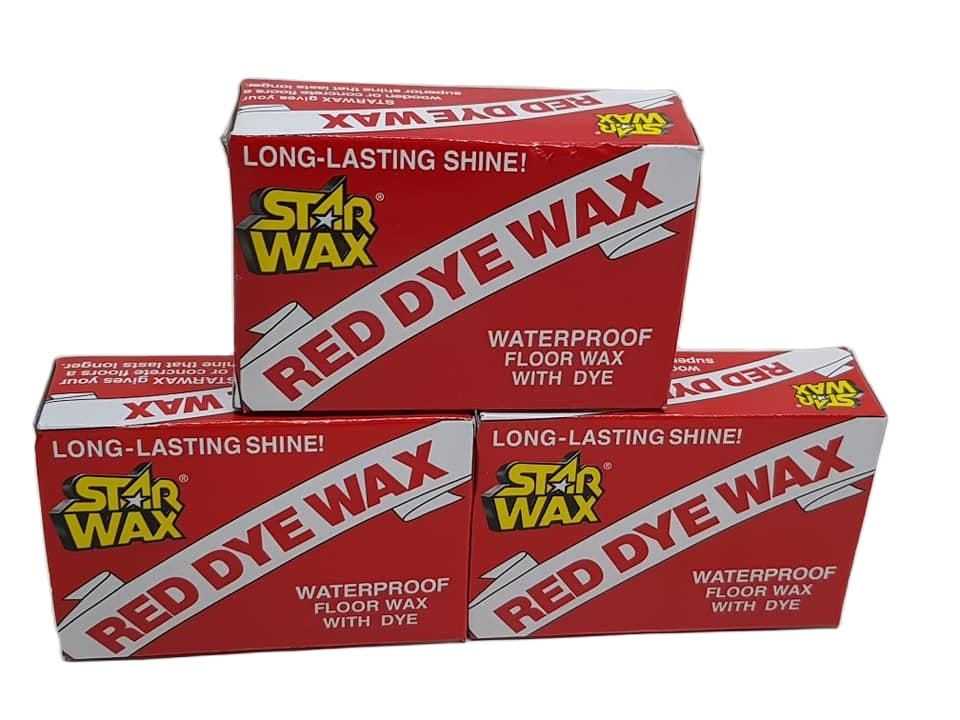 wooden or concrete floors a
superior shine that lasts longer.
STARWAX gives your
RED DYE WAX
STAR
WAX
LONG-LASTING SHINE!
STAR®
WAX
RED DYE WAX
WATERPROOF
FLOOR WAX
WITH DYE
STARWAX gives your
or concrete floors a
shine that lasts longer.
WAX
LONG-LASTING SHINE!
STAR®
WAX
RED DYE WAX
WATERPROOF
FLOOR WAX
WITH DYE
RED DYE
STAR
WAX
LONG-LASTING SHINE!
STAR®
WAX
RED DYE WAX
WATERPROOF
FLOOR WAX
WITH DYE